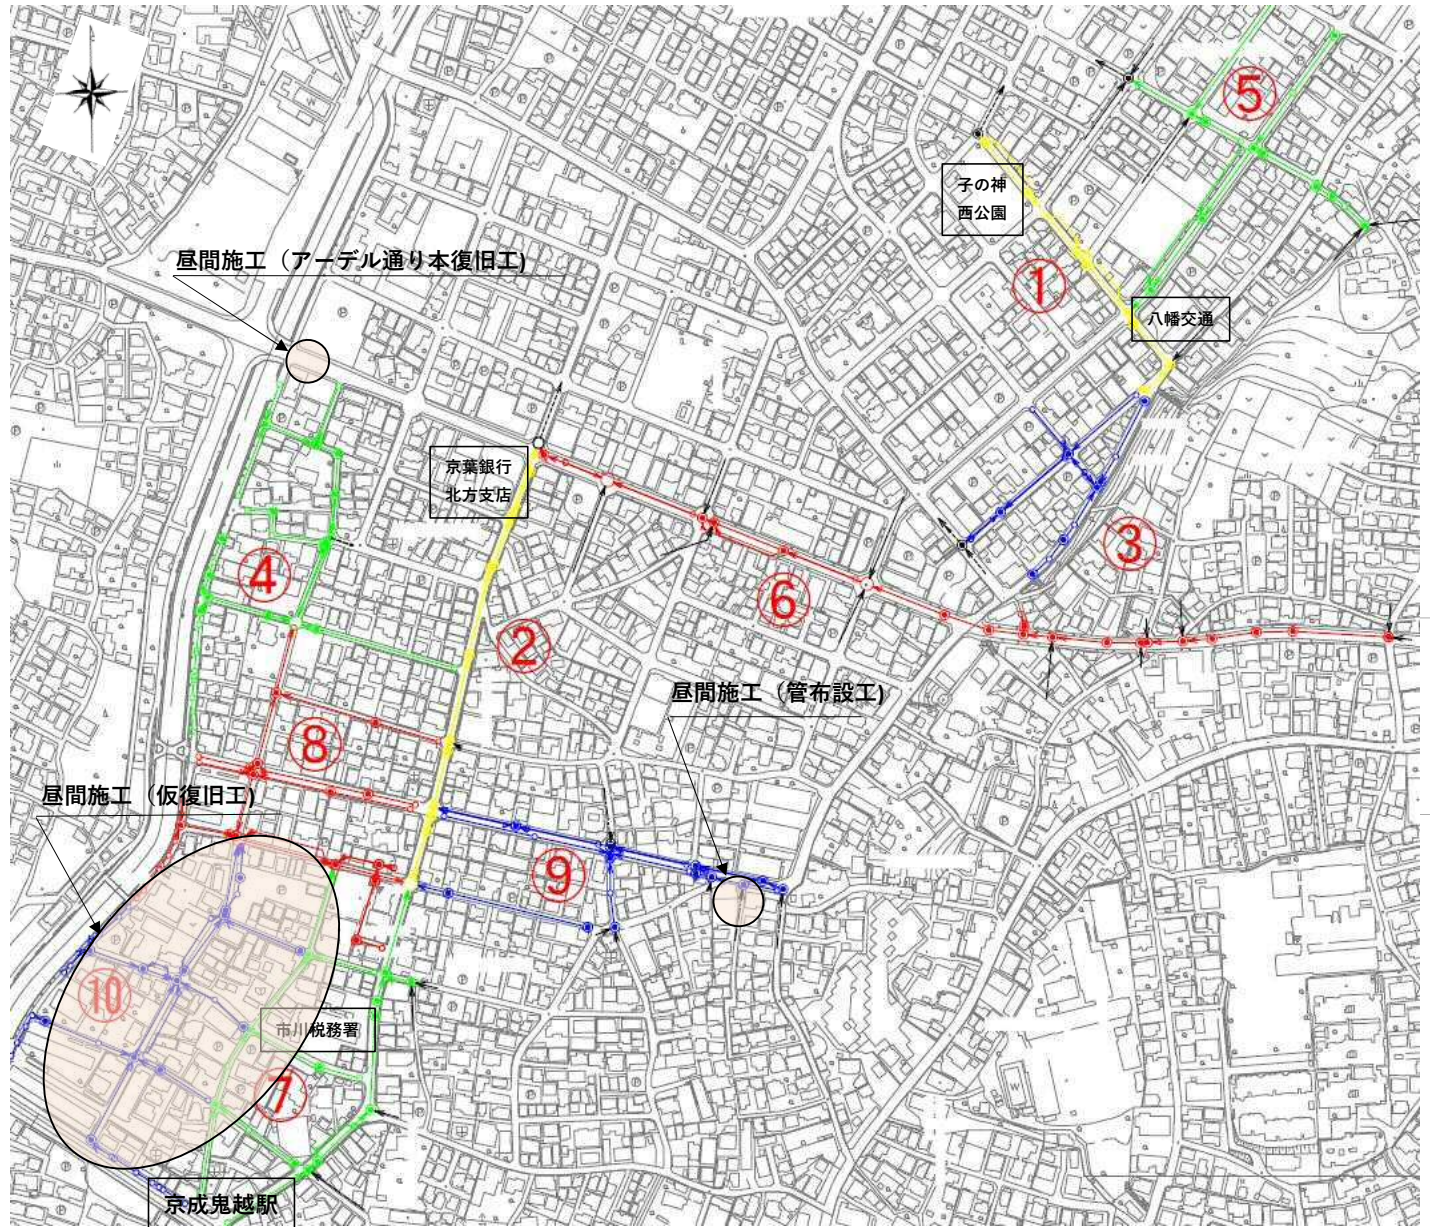 ⑤
子の神
西公園
昼間施工（アーデル通り本復旧工)
①
八幡交通
京葉銀行
北方支店
③
④
⑥
②
昼間施工（管布設工)
⑧
昼間施工（仮復旧工)
⑨
⑩
市川税務署
⑦
京成鬼越駅